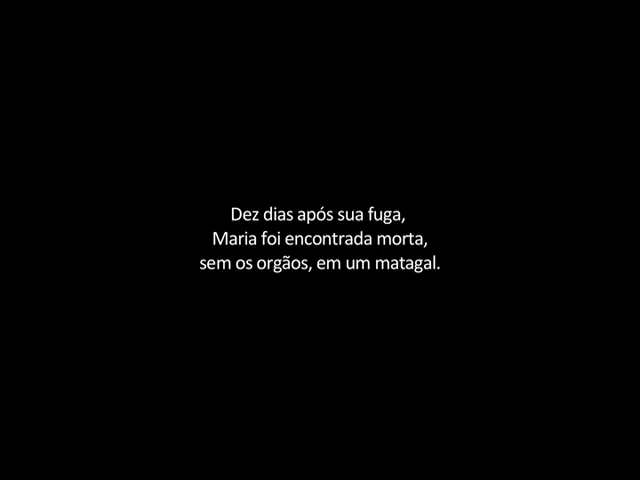 Dez dias após sua fuga,
Maria foi encontrada morta,
sem os orgãos, em um matagal.